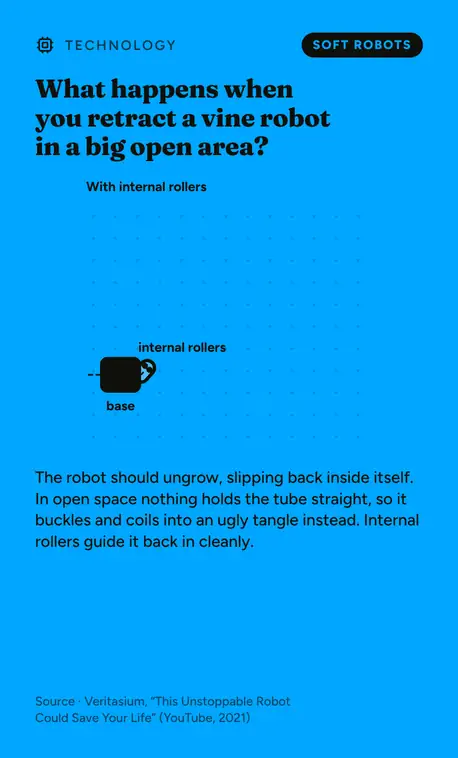 TECHNOLOGY
SOFT ROBOTS
What happens when
you retract a vine robot
in a big open area?
With internal rollers
internal rollers
base
The robot should ungrow, slipping back inside itself.
In open space nothing holds the tube straight, so it
buckles and coils into an ugly tangle instead. Internal
rollers guide it back in cleanly.
Source · Veritasium, “This Unstoppable Robot
Could Save Your Life” (YouTube, 2021)